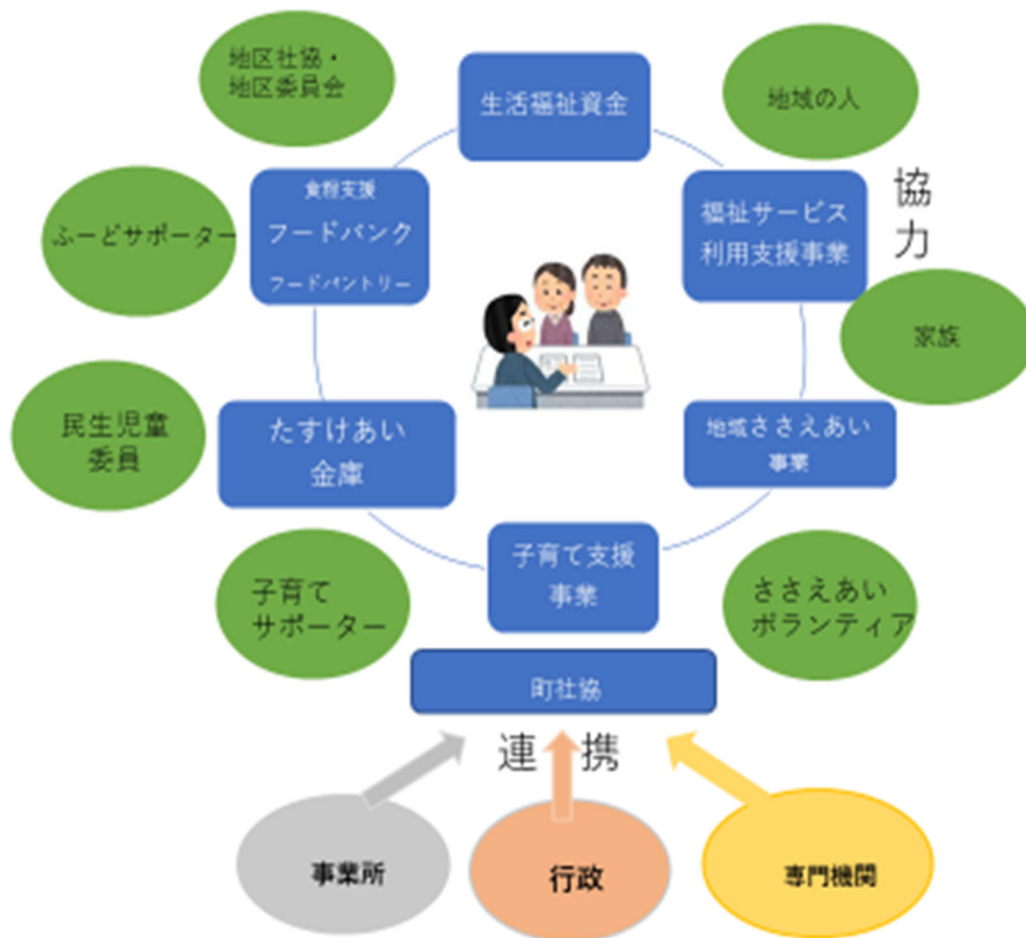 地区社協・
地区委員会
生活福祉資金
地域の人
食糧支援
フードバンク
フードパントリー
福祉サービス
利用支援事業
協
力
ふーどサポーター
家族
民生児童
委員
たすけあい
金庫
地域ささえあい
事業
子育て支援
事業
子育て
サポーター
ささえあい
ボランティア
町社協
連携
事業所
行政
専門機関